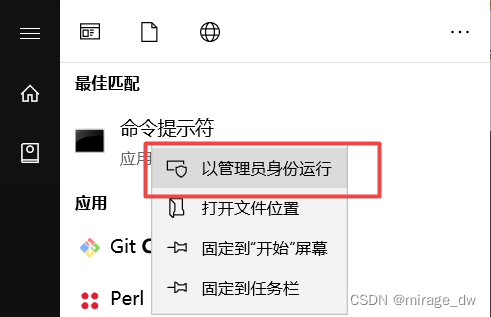 最佳匹配
命令提示符
应用
以管理员身份运行
应用
打开文件位置
Git C
固定到"开始"屏幕
Perl
固定到任务栏
CSDN @mirage_dw